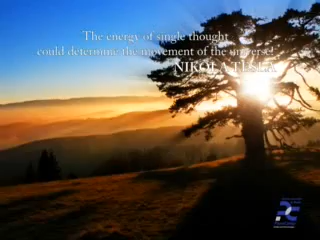 The energy of single thought
could determine the movement of the universe!
NIKOLA TESLA